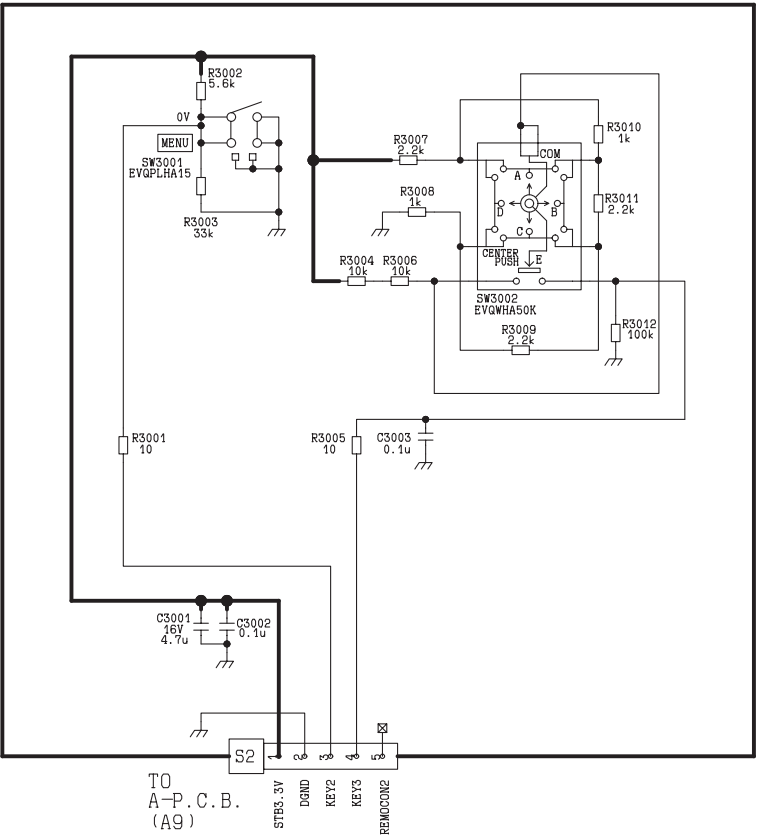 R3002
5.6k
0V
MENU
SW3001
EVQPLHA15
R3003
33k
R3007
2.2k
R3008
1k
R3004
10k
R3006
10k
COM
A
D
B
C
CENTER
PUSH
E
SW3002
EVQWHA50K
R3009
2.2k
R3010
1k
R3011
2.2k
R3012
100k
R3001
10
R3005
10
C3003
0.1u
C3001
16V
4.7u
C3002
0.1u
S2
1
2
3
4
5
STB3.3V
DGND
KEY2
KEY3
REMOCON2
TO
A-P.C.B.
(A9)